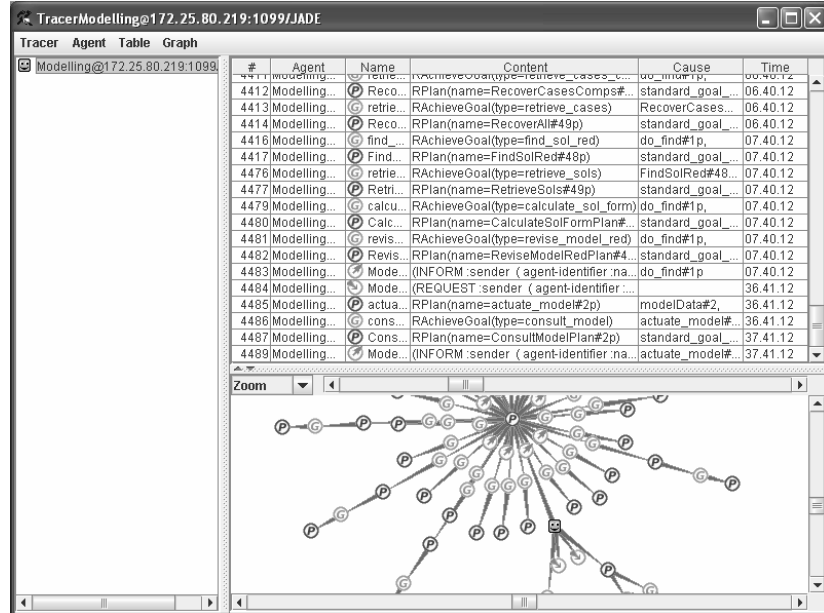 TracerModelling@172.25.80.219:1099/JADE
Tracer Agent Table Graph
Modelling@172.25.80.219:1099
# Agent Name Content Cause Time
4412 Modelling... P Reco... RPlan(name=RecoverCasesComps#... standard_goal_... 06.40.12
4413 Modelling... G retrie... RAchieveGoal(type=retrieve_cases) RecoverCases... 06.40.12
4414 Modelling... P Reco... RPlan(name=RecoverAll#49p) standard_goal_... 06.40.12
4416 Modelling... G find_... RAchieveGoal(type=find_sol_red) do_find#1p, 07.40.12
4417 Modelling... P Find... RPlan(name=FindSolRed#48p) standard_goal_... 07.40.12
4476 Modelling... G retrie... RAchieveGoal(type=retrieve_sols) FindSolRed#48... 07.40.12
4477 Modelling... P Retri... RPlan(name=RetrieveSols#49p) standard_goal_... 07.40.12
4479 Modelling... G calcu... RAchieveGoal(type=calculate_sol_form) do_find#1p, 07.40.12
4480 Modelling... P Calc... RPlan(name=CalculateSolFormPlan#... standard_goal_... 07.40.12
4481 Modelling... G revis... RAchieveGoal(type=revise_model_red) do_find#1p, 07.40.12
4482 Modelling... P Revis... RPlan(name=ReviseModelRedPlan#4... standard_goal_... 07.40.12
4483 Modelling... Mode... (INFORM :sender ( agent-identifier :na... do_find#1p 07.40.12
4484 Modelling... Mode... (REQUEST :sender ( agent-identifier :... 36.41.12
4485 Modelling... P actua... RPlan(name=actuate_model#2p) modelData#2, 36.41.12
4486 Modelling... G cons... RAchieveGoal(type=consult_model) actuate_model#... 36.41.12
4487 Modelling... P Cons... RPlan(name=ConsultModelPlan#2p) standard_goal_... 37.41.12
4489 Modelling... Mode... (INFORM :sender ( agent-identifier :na... actuate_model#... 37.41.12
Zoom